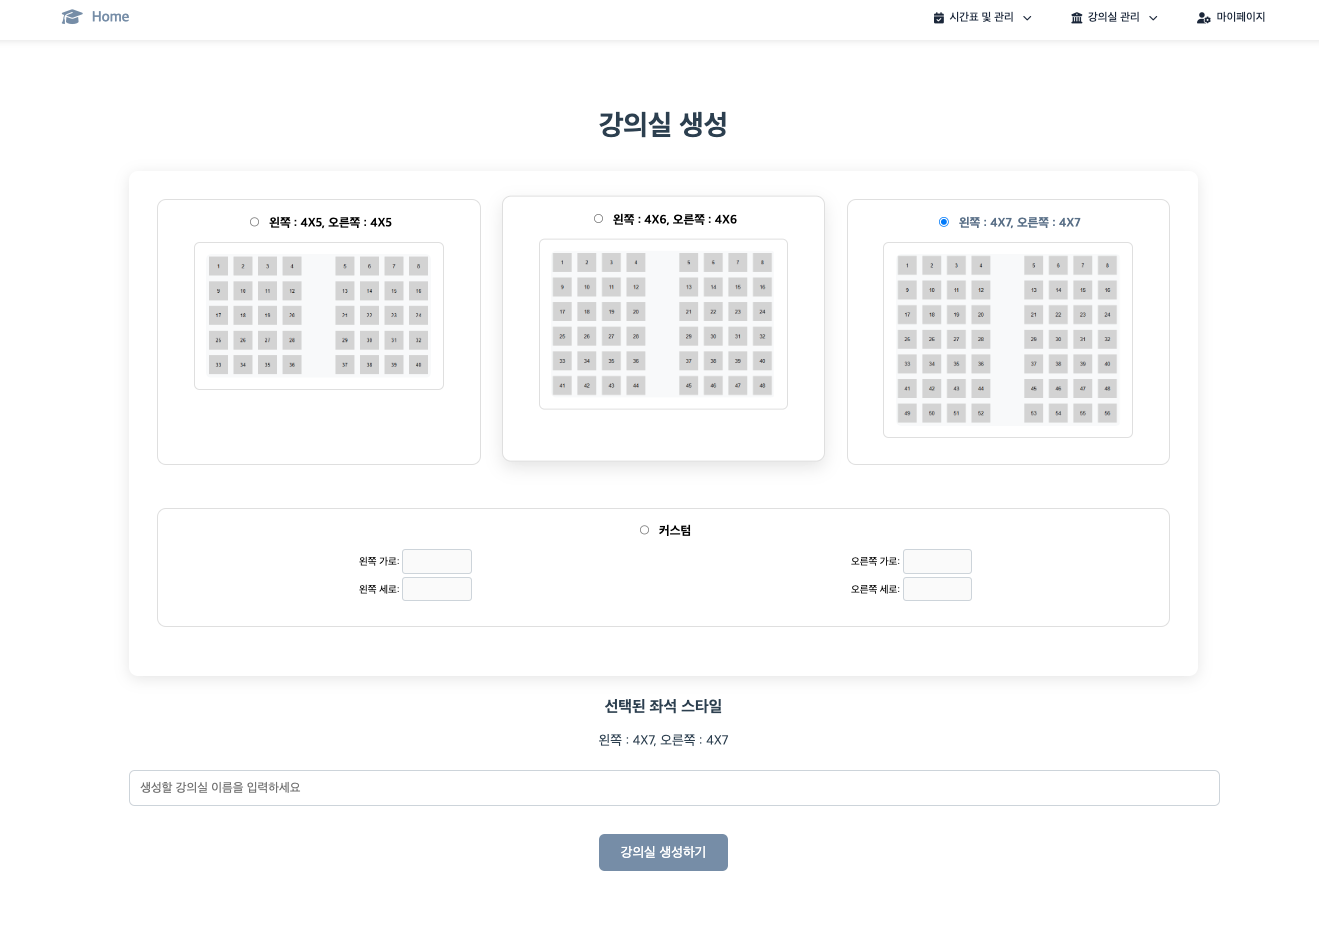 Home
시간표 및 관리
강의실 관리
마이페이지
강의실 생성
왼쪽 : 4X5, 오른쪽 : 4X5
1 2 3 4 5 6 7 8
9 10 11 12 13 14 15 16
17 18 19 20 21 22 23 24
25 26 27 28 29 30 31 32
33 34 35 36 37 38 39 40
왼쪽 : 4X6, 오른쪽 : 4X6
1 2 3 4 5 6 7 8
9 10 11 12 13 14 15 16
17 18 19 20 21 22 23 24
25 26 27 28 29 30 31 32
33 34 35 36 37 38 39 40
41 42 43 44 45 46 47 48
왼쪽 : 4X7, 오른쪽 : 4X7
1 2 3 4 5 6 7 8
9 10 11 12 13 14 15 16
17 18 19 20 21 22 23 24
25 26 27 28 29 30 31 32
33 34 35 36 37 38 39 40
41 42 43 44 45 46 47 48
49 50 51 52 53 54 55 56
커스텀
왼쪽 가로:
오른쪽 가로:
왼쪽 세로:
오른쪽 세로:
선택된 좌석 스타일
왼쪽 : 4X7, 오른쪽 : 4X7
생성할 강의실 이름을 입력하세요
강의실 생성하기